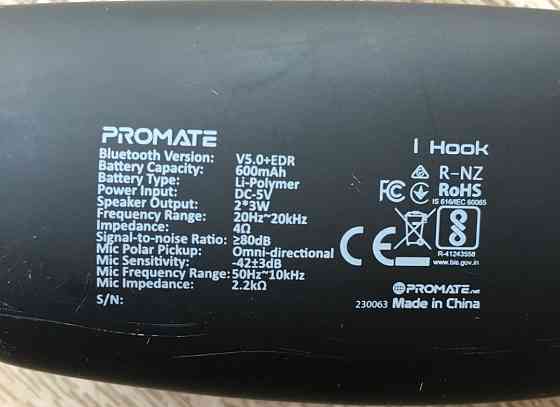 PROMATE
Bluetooth Version: V5.0+EDR
Battery Capacity: 600mAh
Battery Type: Li-Polymer
Power Input: DC-5V
Speaker Output: 2*3W
Frequency Range: 20Hz~20kHz
Impedance: 4Ω
Signal-to-noise Ratio: ≥80dB
Mic Polar Pickup: Omni-directional
Mic Sensitivity: -42±3dB
Mic Frequency Range: 50Hz~10kHz
Mic Impedance: 2.2kΩ
S/N:
I Hook
R-NZ
FC RoHS
IS 616/IEC 60065
CE
R-41243558
www.bis.gov.in
PROMATE.net
230063 Made in China